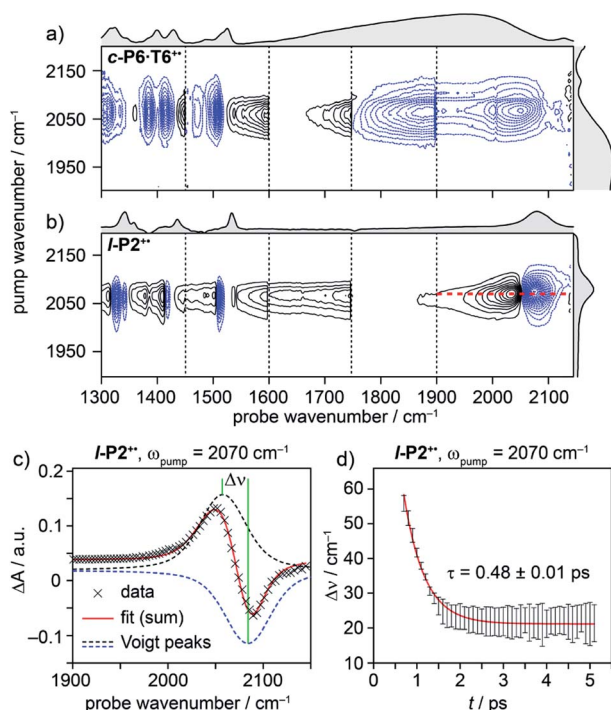 a)
c-P6·T6⁺•
2150
2050
1950
pump wavenumber / cm⁻¹
b)
l-P2⁺•
2150
2050
1950
1300 1400 1500 1600 1700 1800 1900 2000 2100
probe wavenumber / cm⁻¹
c) l-P2⁺•, ω_pump = 2070 cm⁻¹
Δν
0.2
0.1
0
−0.1
ΔA / a.u.
data
fit (sum)
Voigt peaks
1900 2000 2100
probe wavenumber / cm⁻¹
d) l-P2⁺•, ω_pump = 2070 cm⁻¹
60
50
40
30
20
10
Δν / cm⁻¹
τ = 0.48 ± 0.01 ps
0 1 2 3 4 5
t / ps